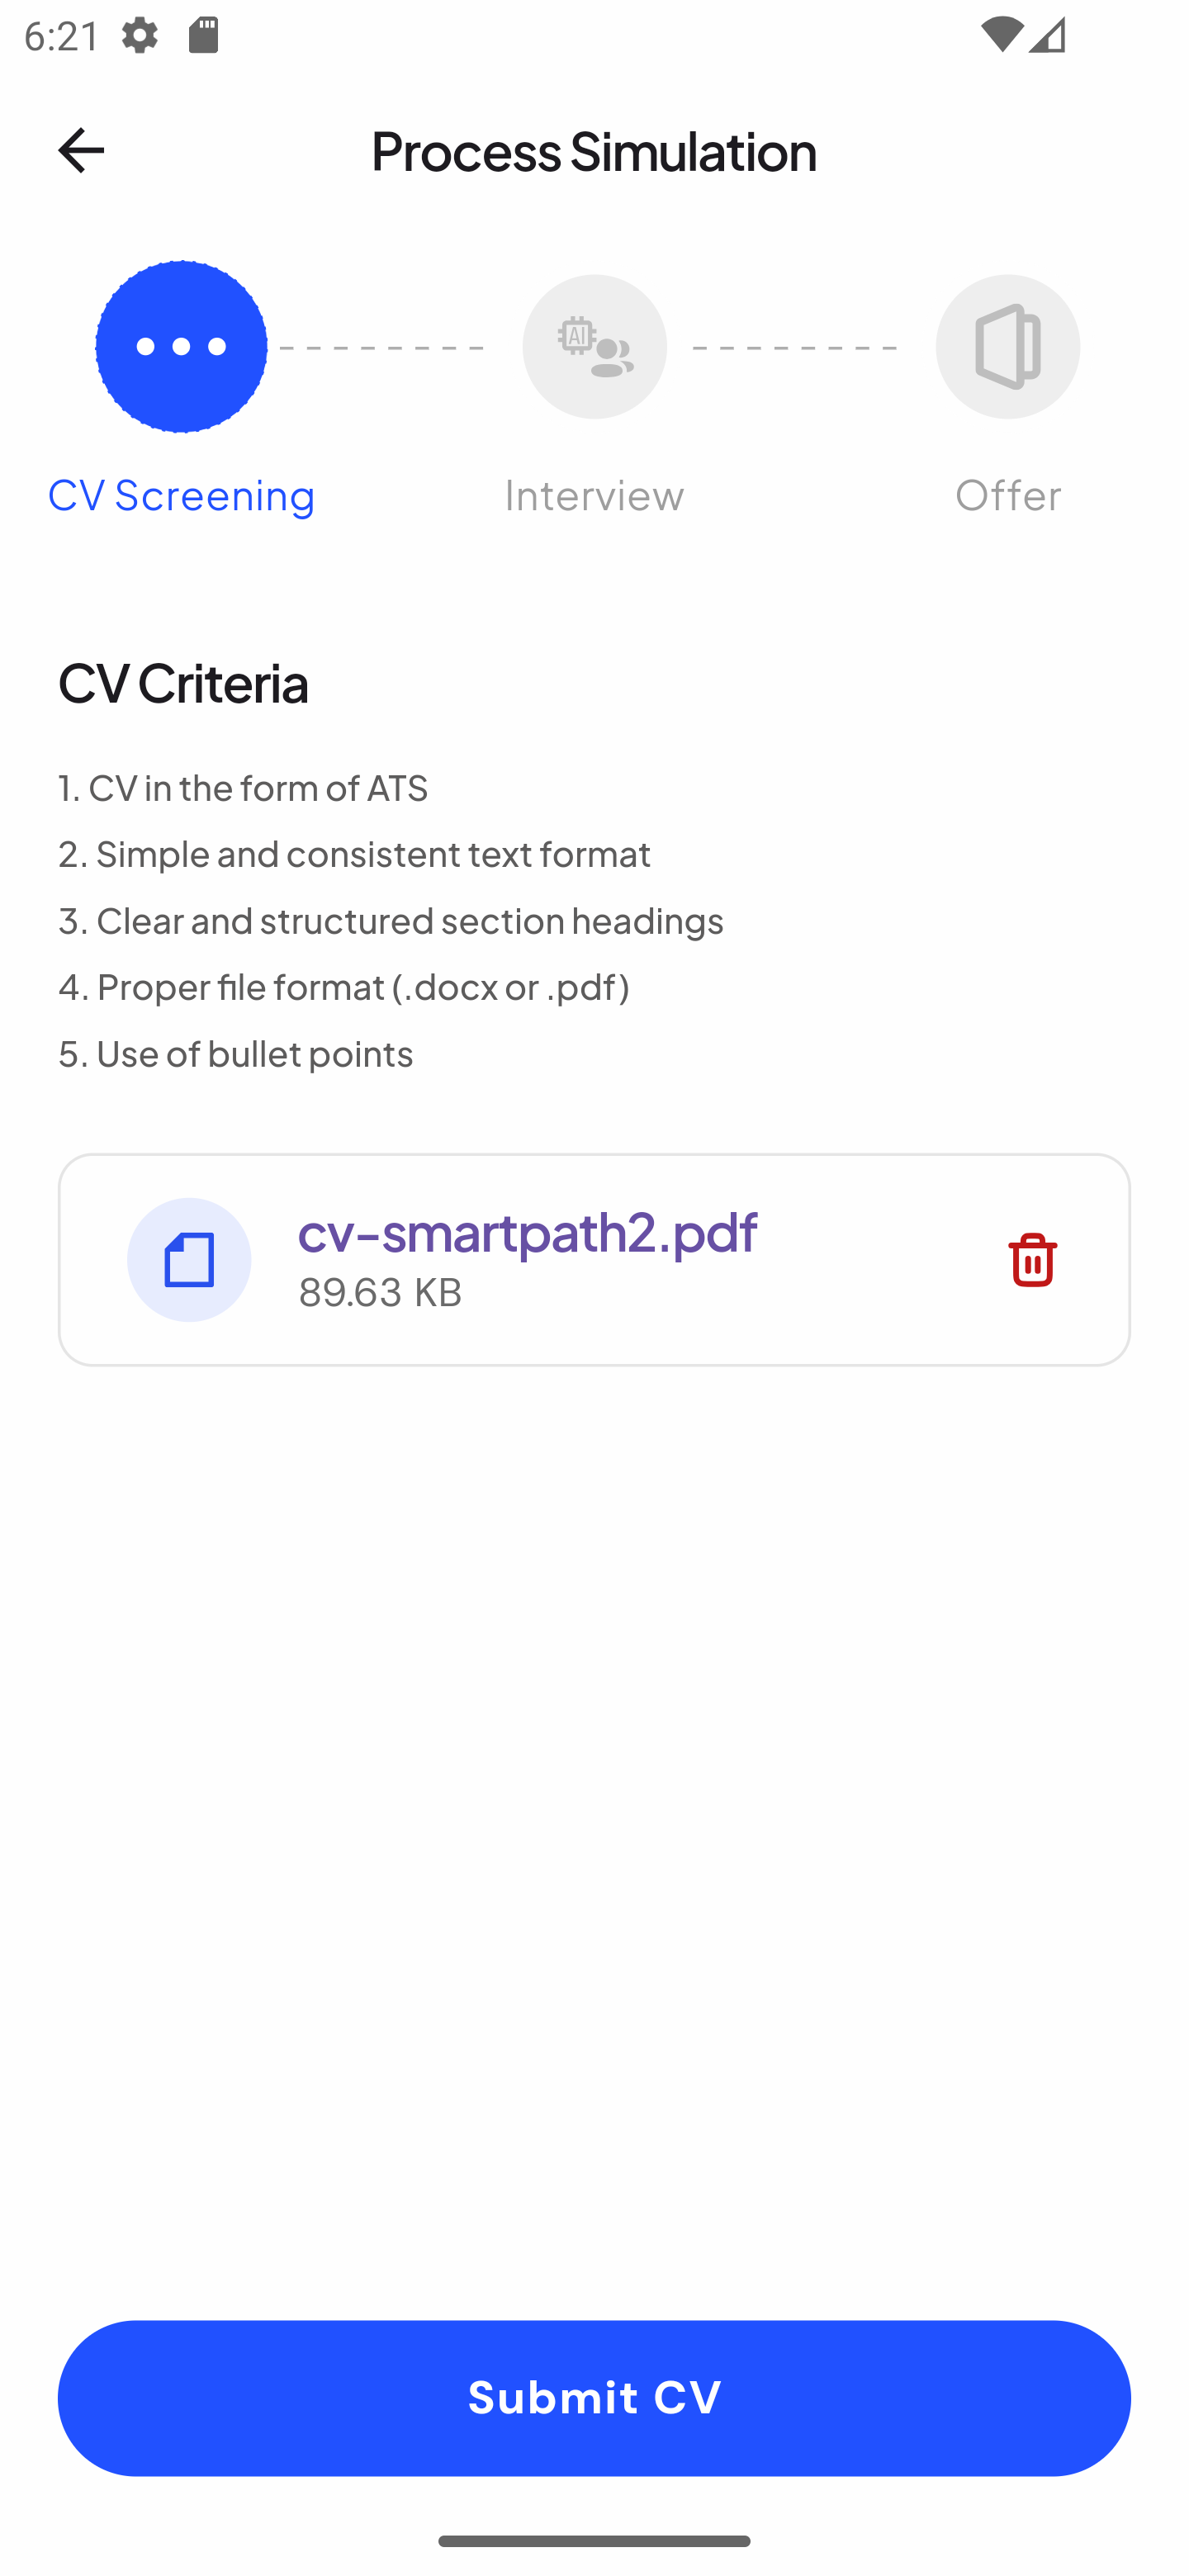 6:21
Process Simulation
AI
CV Screening
Interview
Offer
CV Criteria
1. CV in the form of ATS
2. Simple and consistent text format
3. Clear and structured section headings
4. Proper file format (.docx or .pdf)
5. Use of bullet points
cv-smartpath2.pdf
89.63 KB
Submit CV